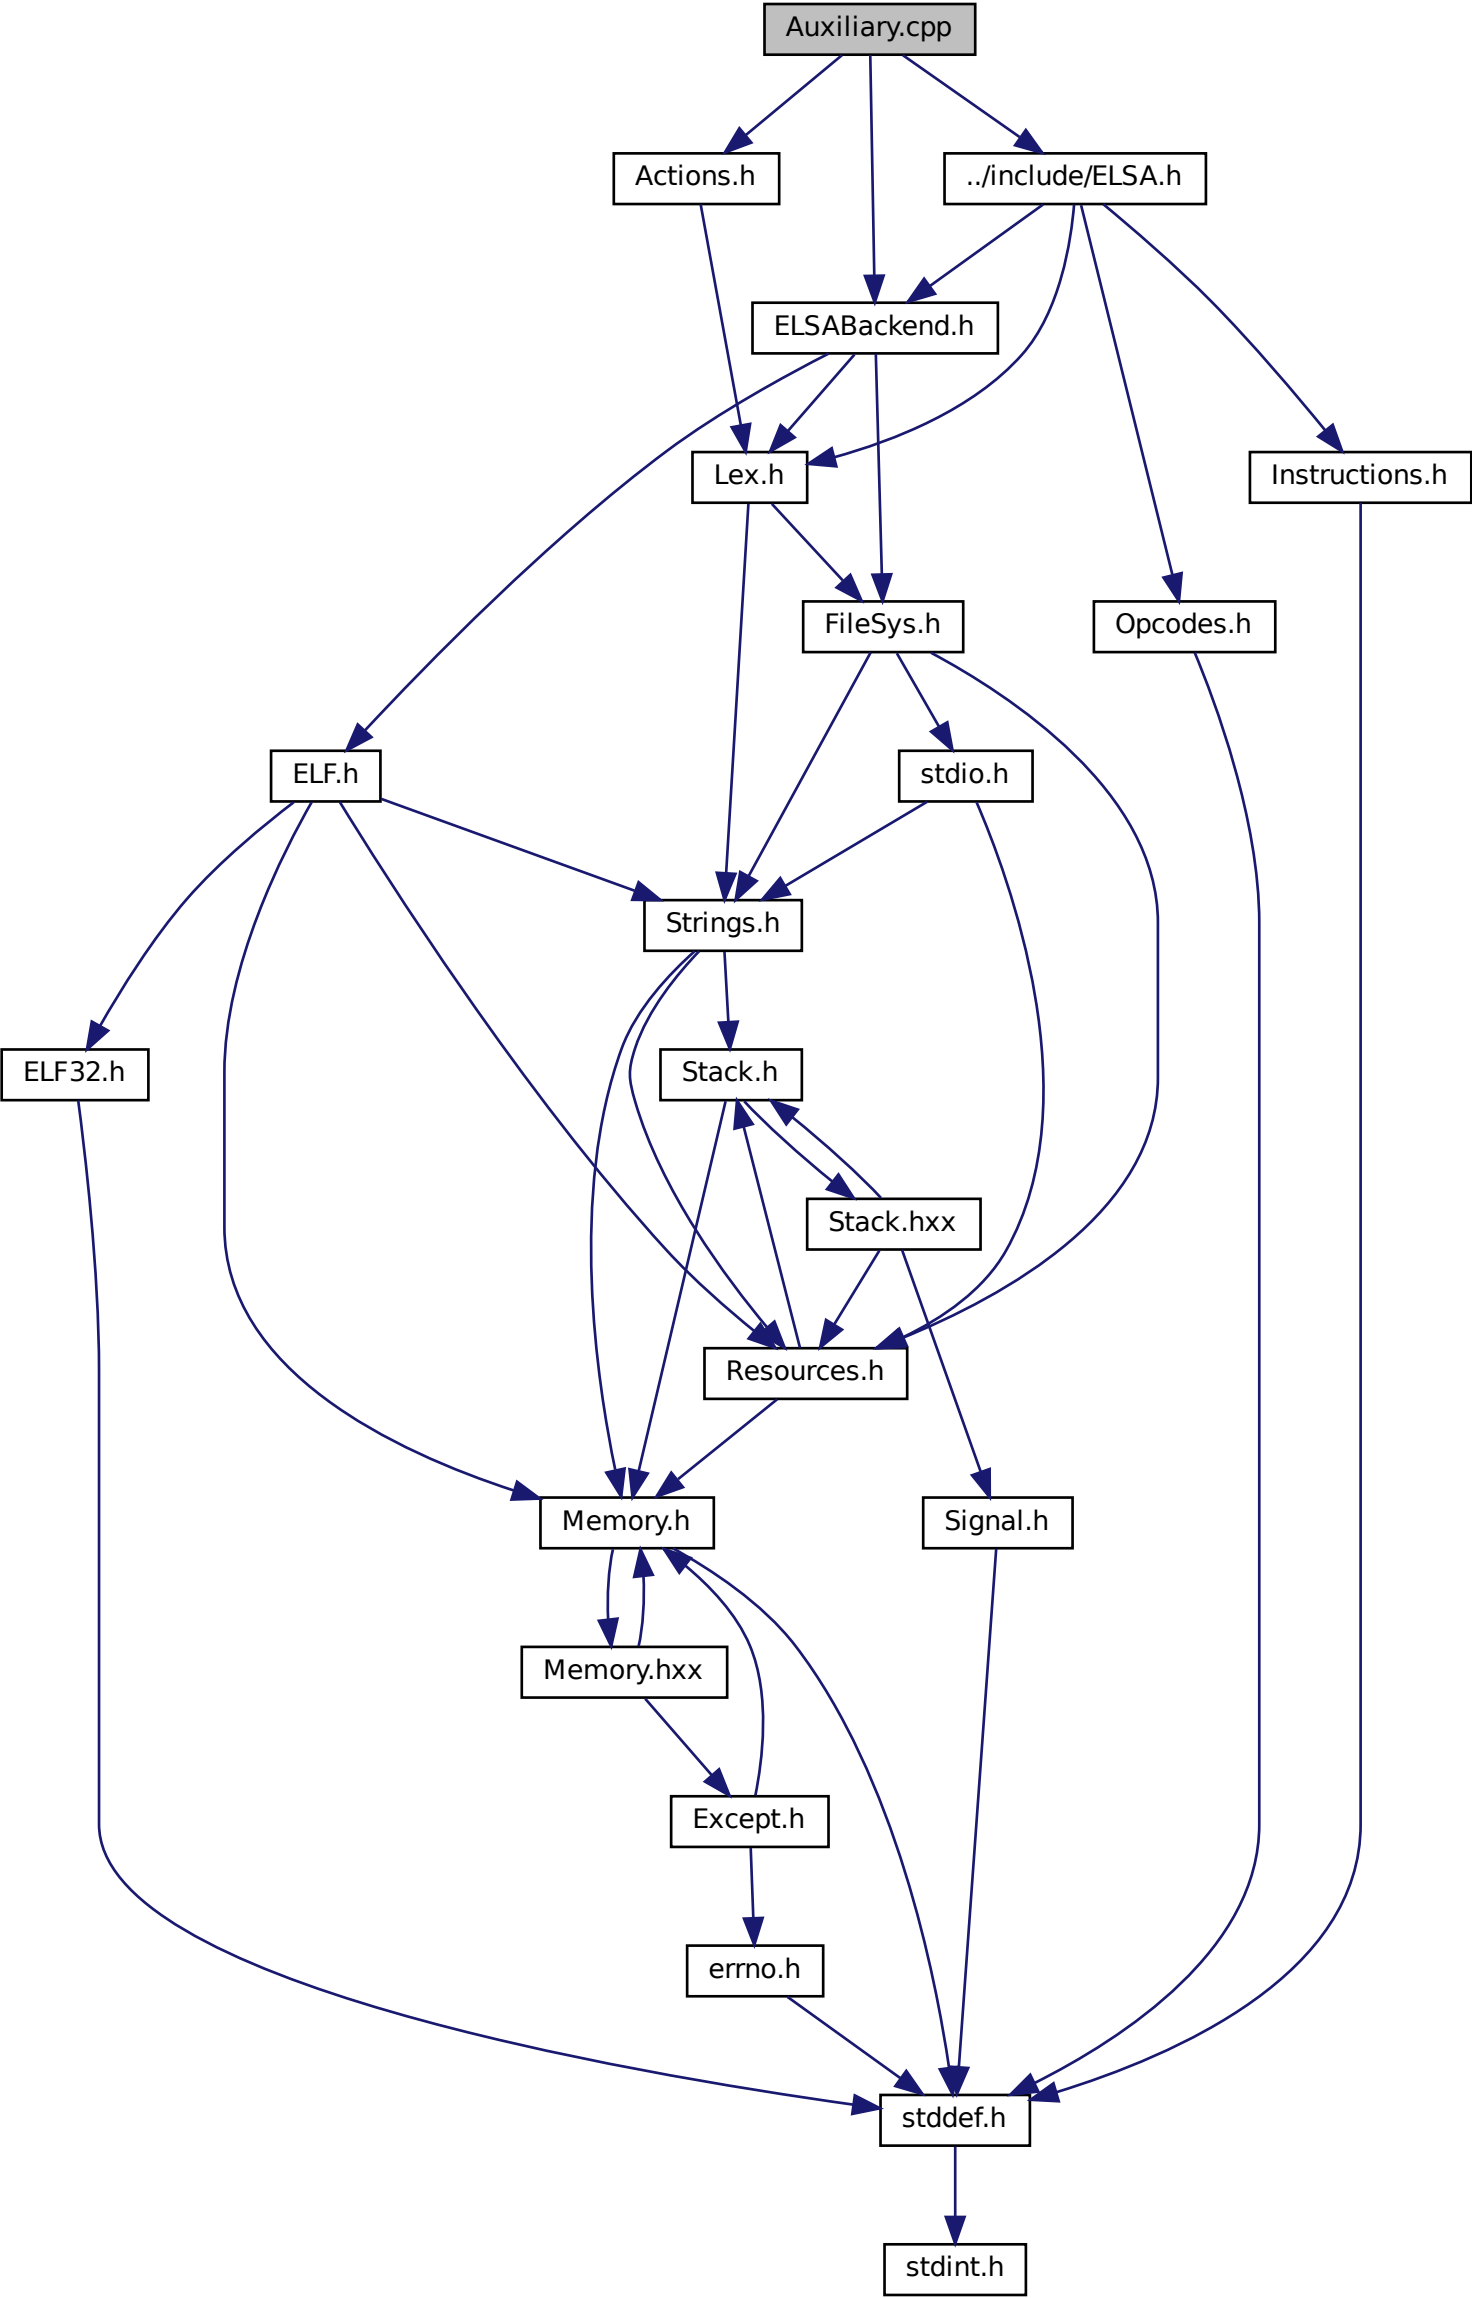 Auxiliary.cpp
Actions.h
../include/ELSA.h
ELSABackend.h
Lex.h
Instructions.h
FileSys.h
Opcodes.h
ELF.h
stdio.h
Strings.h
ELF32.h
Stack.h
Stack.hxx
Resources.h
Memory.h
Signal.h
Memory.hxx
Except.h
errno.h
stddef.h
stdint.h